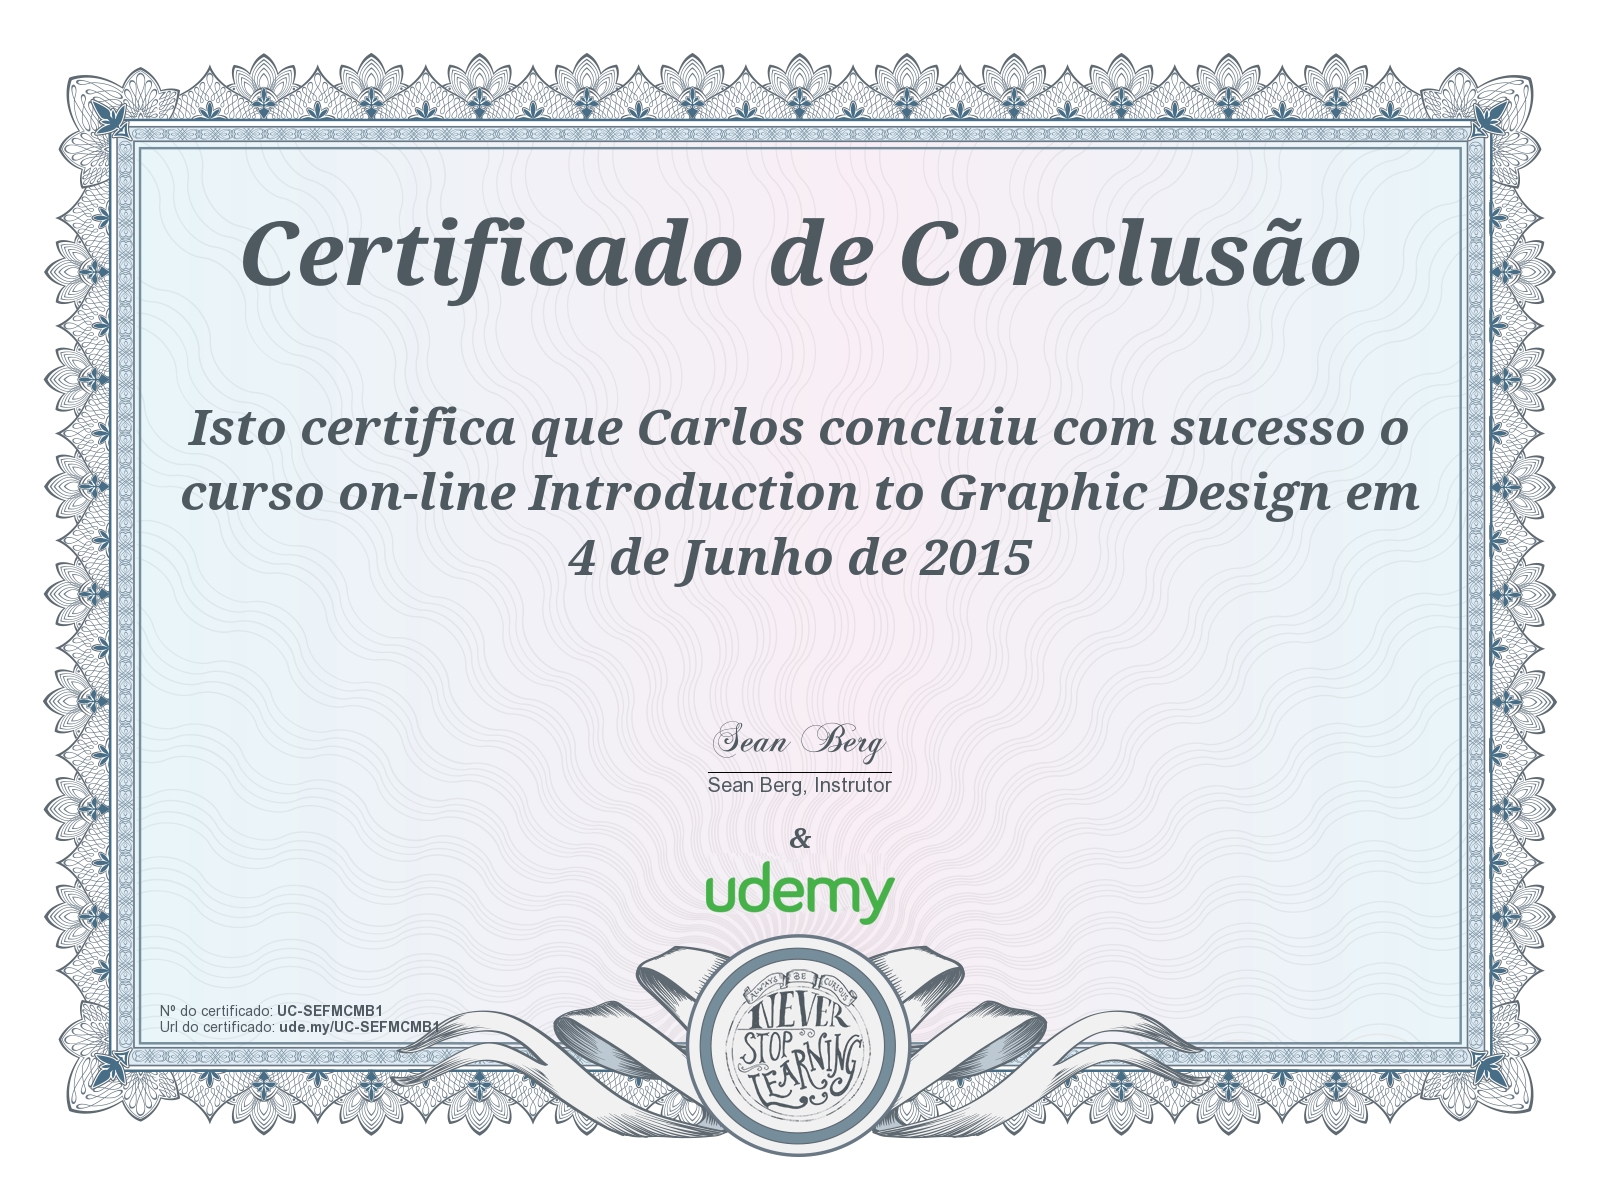 Certificado de Conclusão
Isto certifica que Carlos concluiu com sucesso o
curso on-line Introduction to Graphic Design em
4 de Junho de 2015
Sean Berg
Sean Berg, Instrutor
&
udemy
Nº do certificado: UC-SEFMCMB1
Url do certificado: ude.my/UC-SEFMCMB1
ALWAYS BE CURIOUS
NEVER
STOP
LEARNING